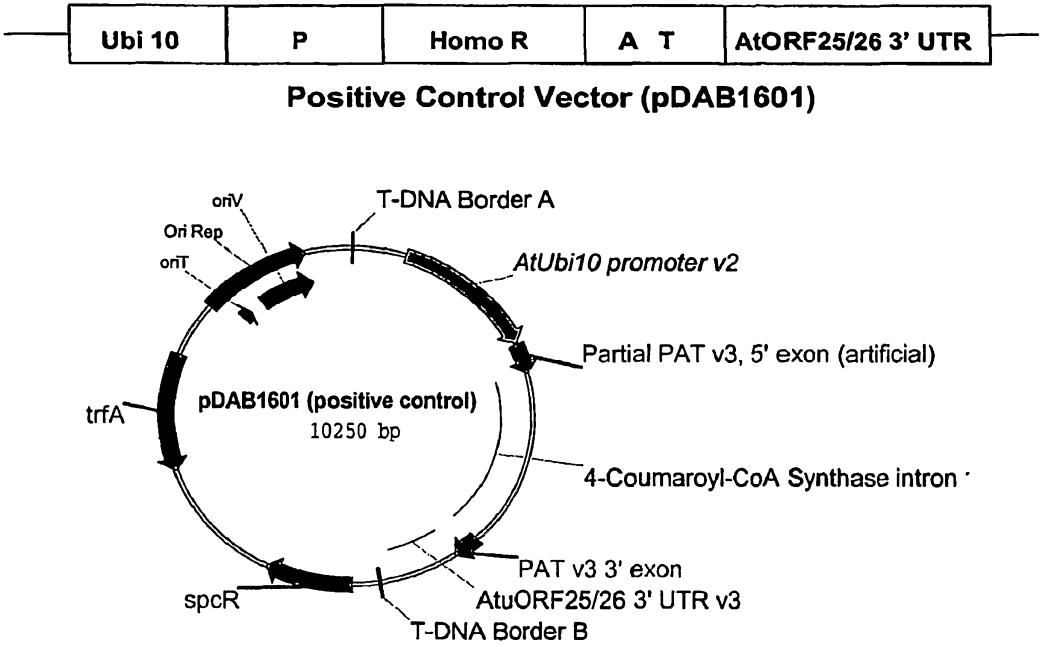 Ubi 10 P Homo R A T AtORF25/26 3' UTR
Positive Control Vector (pDAB1601)
T-DNA Border A
oriV
Ori Rep
oriT
AtUbi10 promoter v2
Partial PAT v3, 5' exon (artificial)
pDAB1601 (positive control)
10250 bp
trfA
4-Coumaroyl-CoA Synthase intron
PAT v3 3' exon
AtuORF25/26 3' UTR v3
spcR
T-DNA Border B